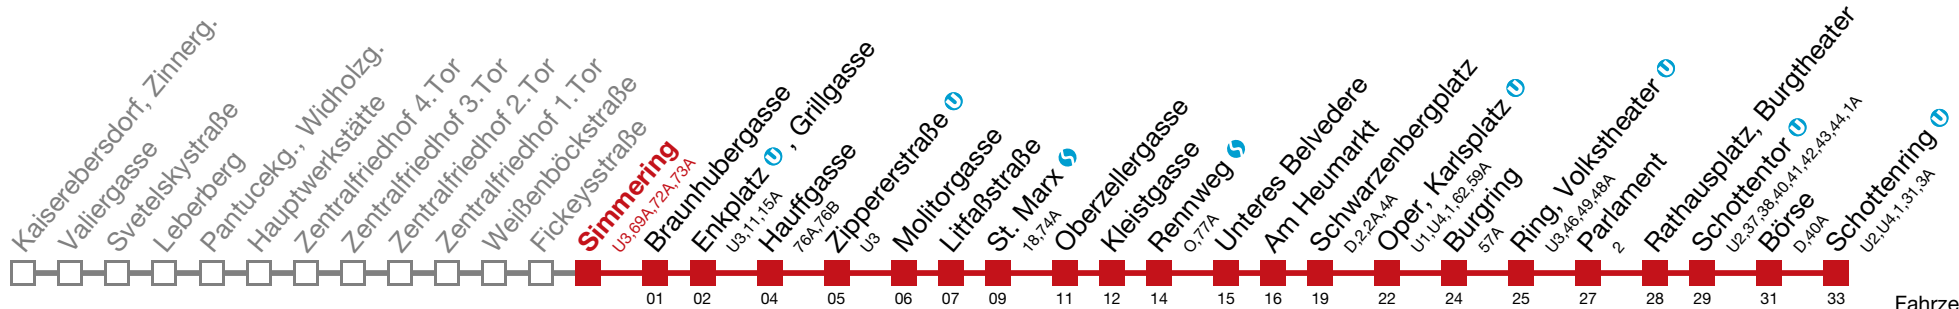 Kaiserebersdorf, Zinnerg.
Valiergasse
Svetelskystraße
Leberberg
Pantucekg., Widholzg.
Hauptwerkstätte
Zentralfriedhof 4.Tor
Zentralfriedhof 3.Tor
Zentralfriedhof 2.Tor
Zentralfriedhof 1.Tor
Weißenböckstraße
Fickeysstraße
Simmering
U3,69A,72A,73A
Braunhubergasse
01
Enkplatz U, Grillgasse
U3,11,15A
02
Hauffgasse
76A,76B
04
Zippererstraße U
U3
05
Molitorgasse
06
Litfaßstraße
07
St. Marx S
18,74A
09
Oberzellergasse
11
Kleistgasse
12
Rennweg S
O,77A
14
Unteres Belvedere
15
Am Heumarkt
16
Schwarzenbergplatz
D,2,2A,4A
19
Oper, Karlsplatz U
U1,U4,1,62,59A
22
Burgring
57A
24
Ring, Volkstheater U
U3,46,49,48A
25
Parlament
2
27
Rathausplatz, Burgtheater
28
Schottentor U
U2,37,38,40,41,42,43,44,1A
29
Börse
D,40A
31
Schottenring U
U2,U4,1,31,3A
33
Fahrze